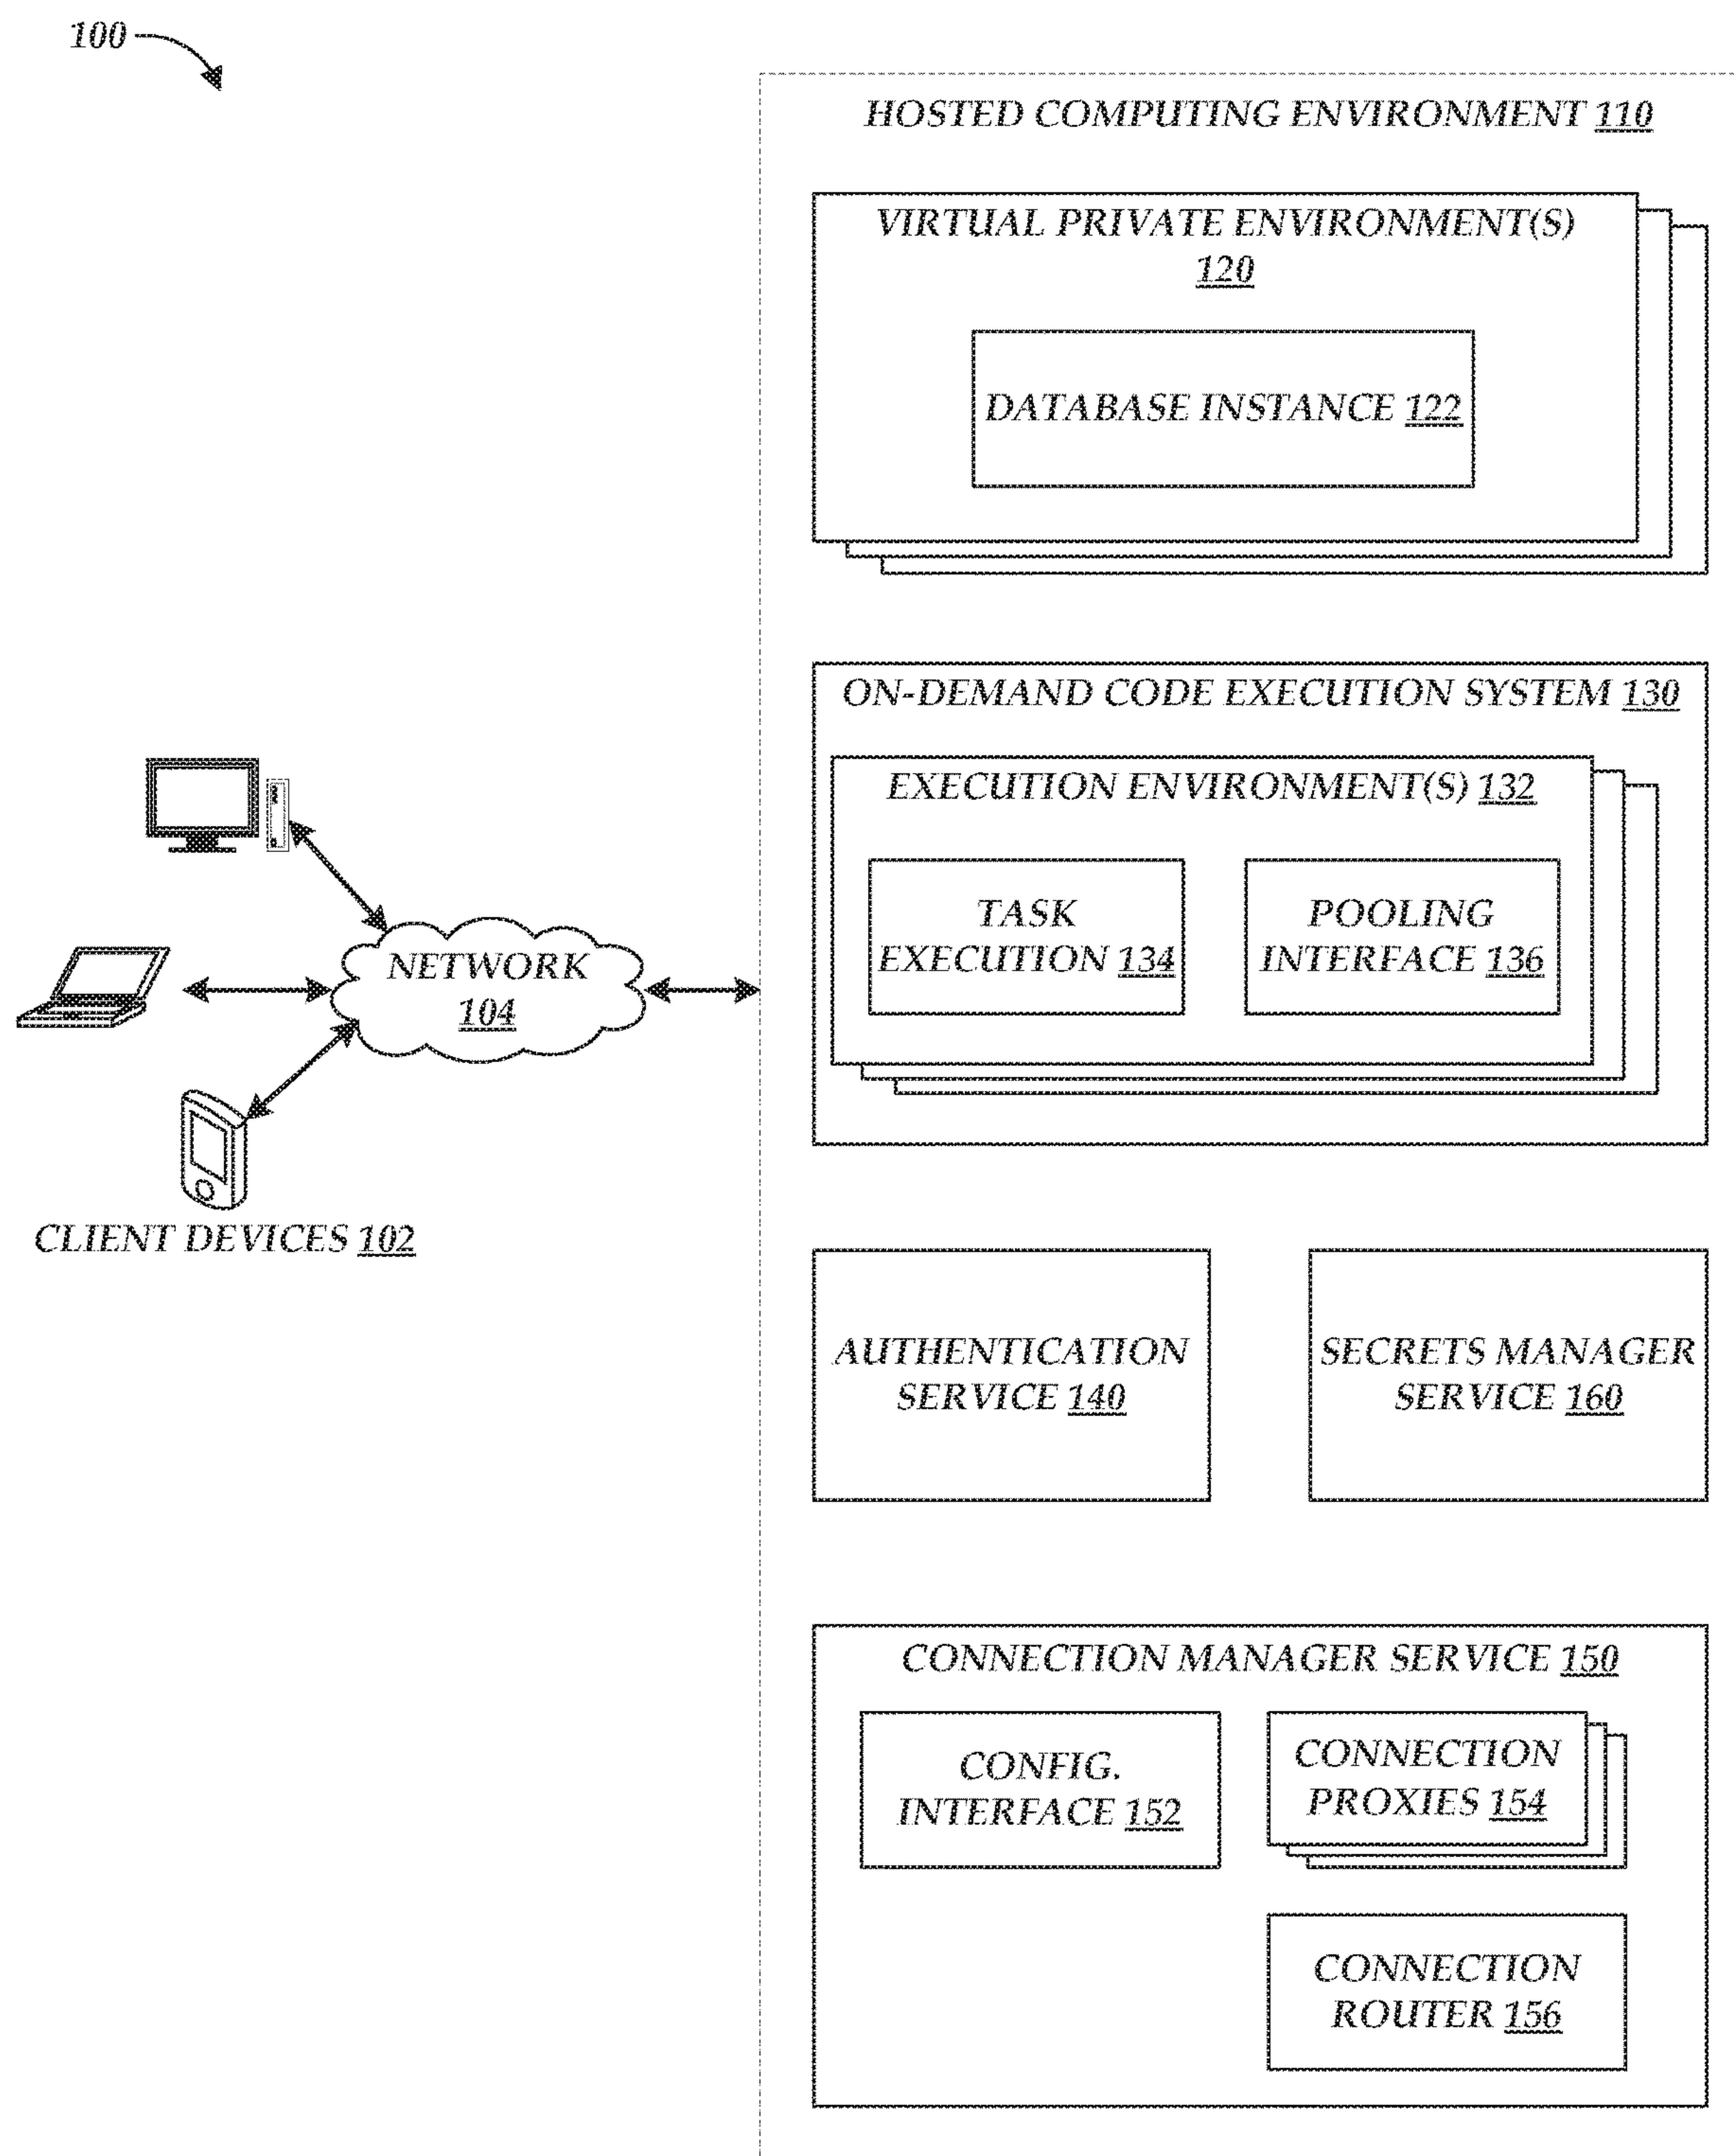 100
HOSTED COMPUTING ENVIRONMENT 110
VIRTUAL PRIVATE ENVIRONMENT(S)
120
DATABASE INSTANCE 122
ON-DEMAND CODE EXECUTION SYSTEM 130
EXECUTION ENVIRONMENT(S) 132
TASK
EXECUTION 134
POOLING
INTERFACE 136
NETWORK
104
CLIENT DEVICES 102
AUTHENTICATION
SERVICE 140
SECRETS MANAGER
SERVICE 160
CONNECTION MANAGER SERVICE 150
CONFIG.
INTERFACE 152
CONNECTION
PROXIES 154
CONNECTION
ROUTER 156